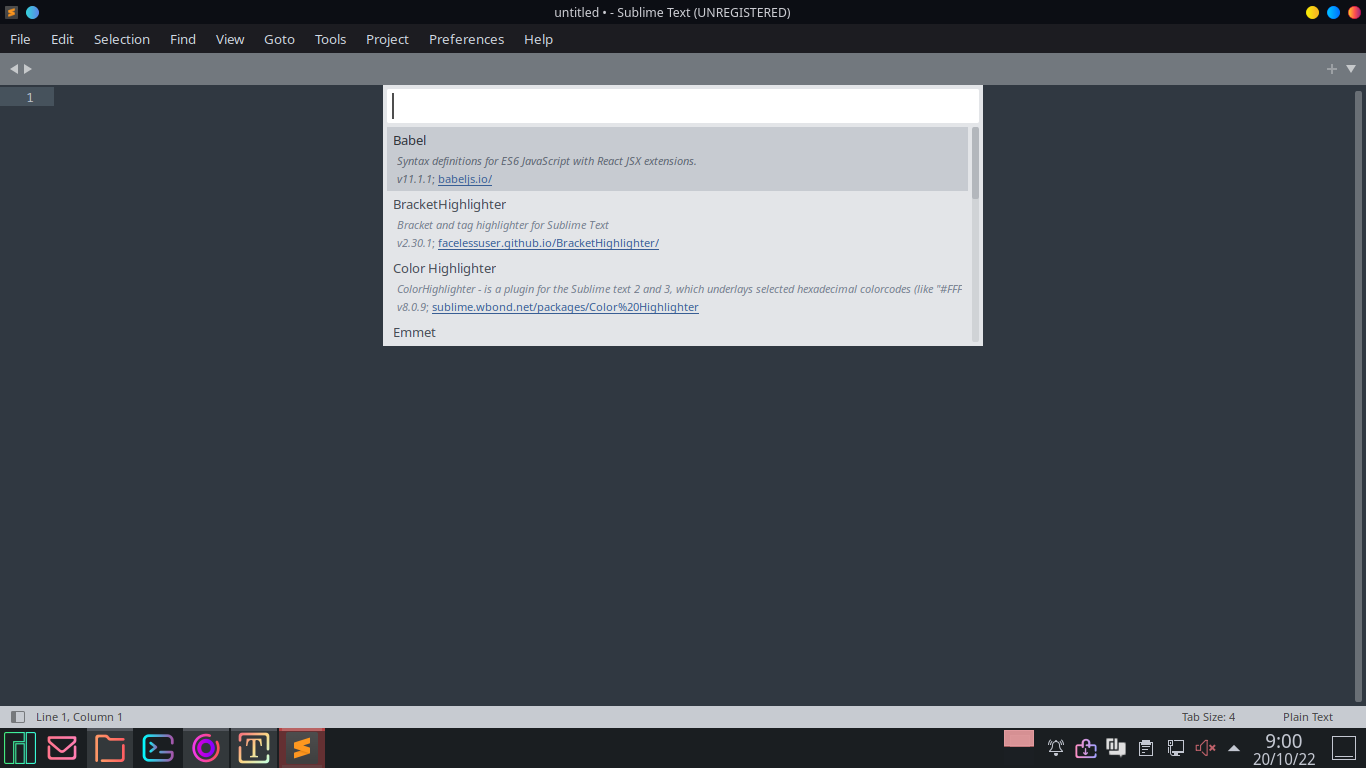 untitled • - Sublime Text (UNREGISTERED)
File Edit Selection Find View Goto Tools Project Preferences Help
1
Babel
Syntax definitions for ES6 JavaScript with React JSX extensions.
v11.1.1; babeljs.io/
BracketHighlighter
Bracket and tag highlighter for Sublime Text
v2.30.1; facelessuser.github.io/BracketHighlighter/
Color Highlighter
ColorHighlighter - is a plugin for the Sublime text 2 and 3, which underlays selected hexadecimal colorcodes (like "#FFF
v8.0.9; sublime.wbond.net/packages/Color%20Highlighter
Emmet
Line 1, Column 1 Tab Size: 4 Plain Text
T
9:00
20/10/22